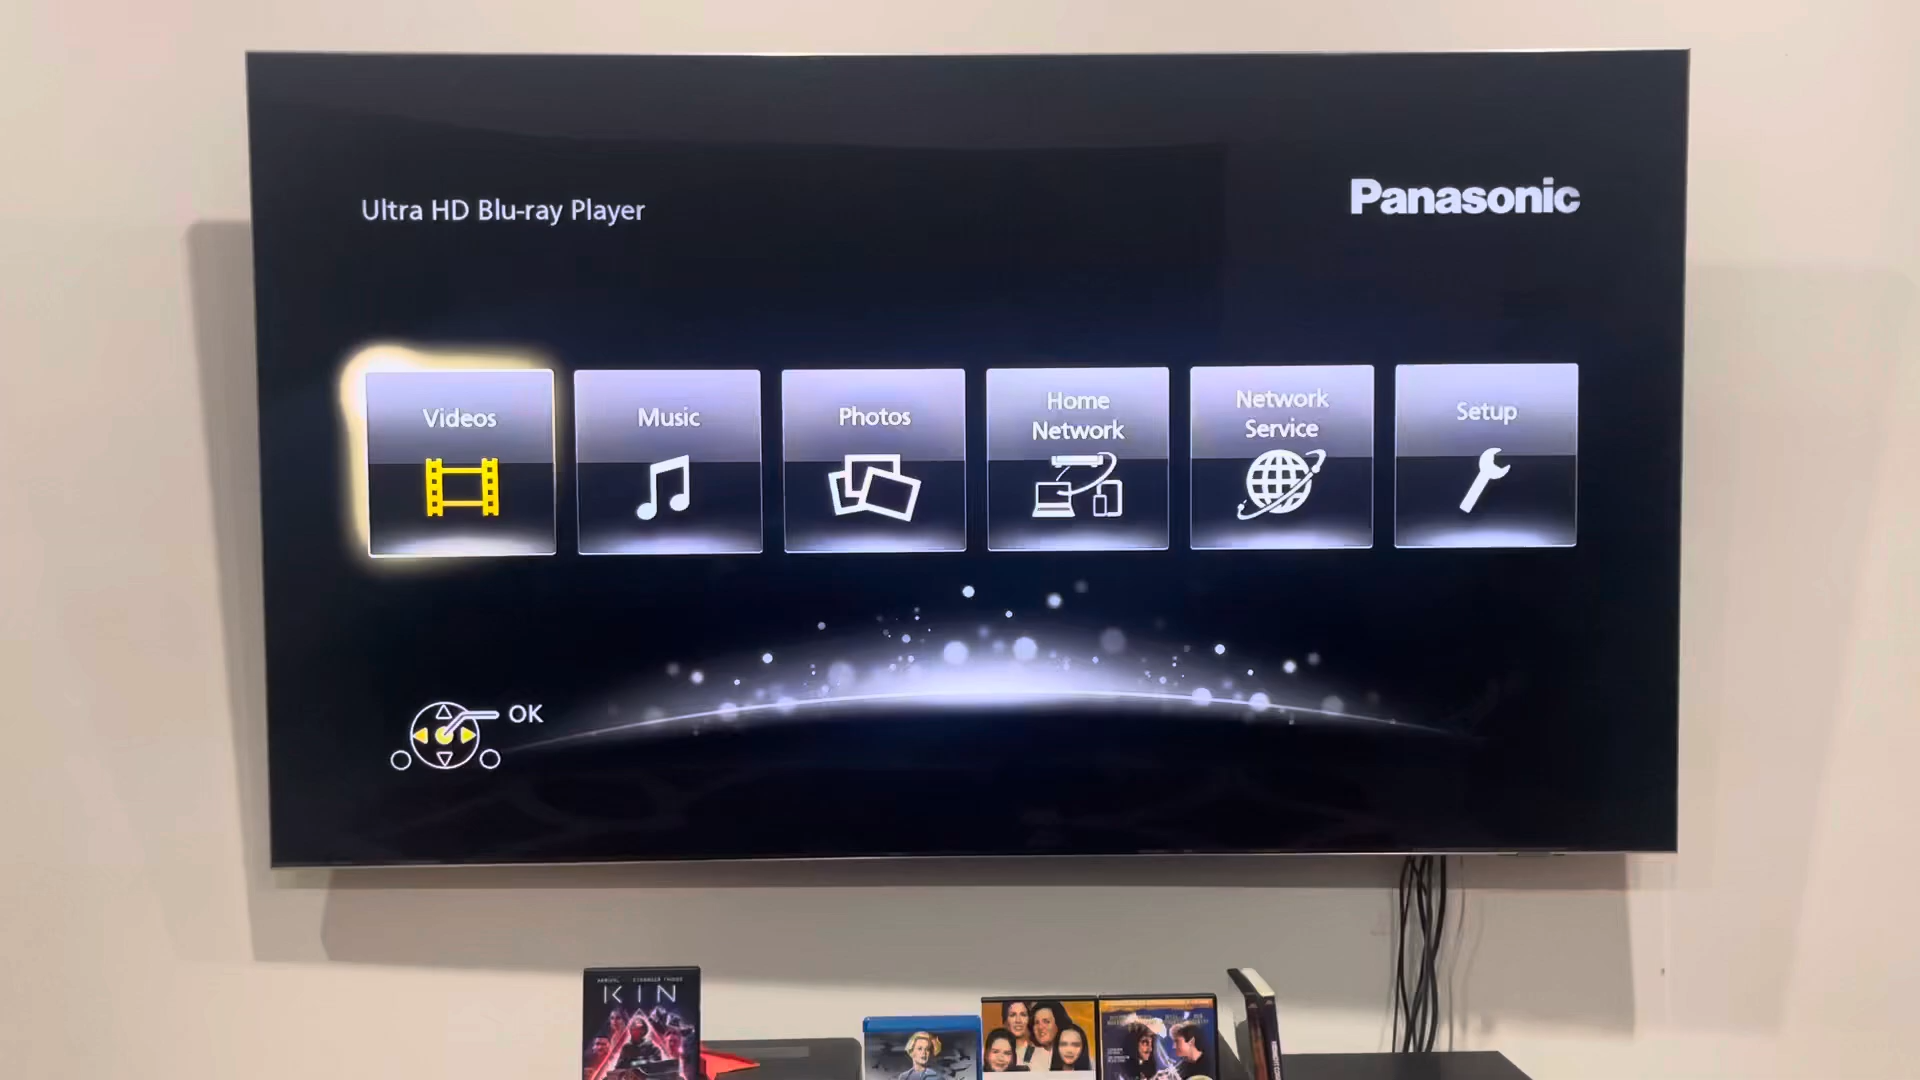 Ultra HD Blu-ray Player
Panasonic
Videos
Music
Photos
Home
Network
Network
Service
Setup
OK
KIN